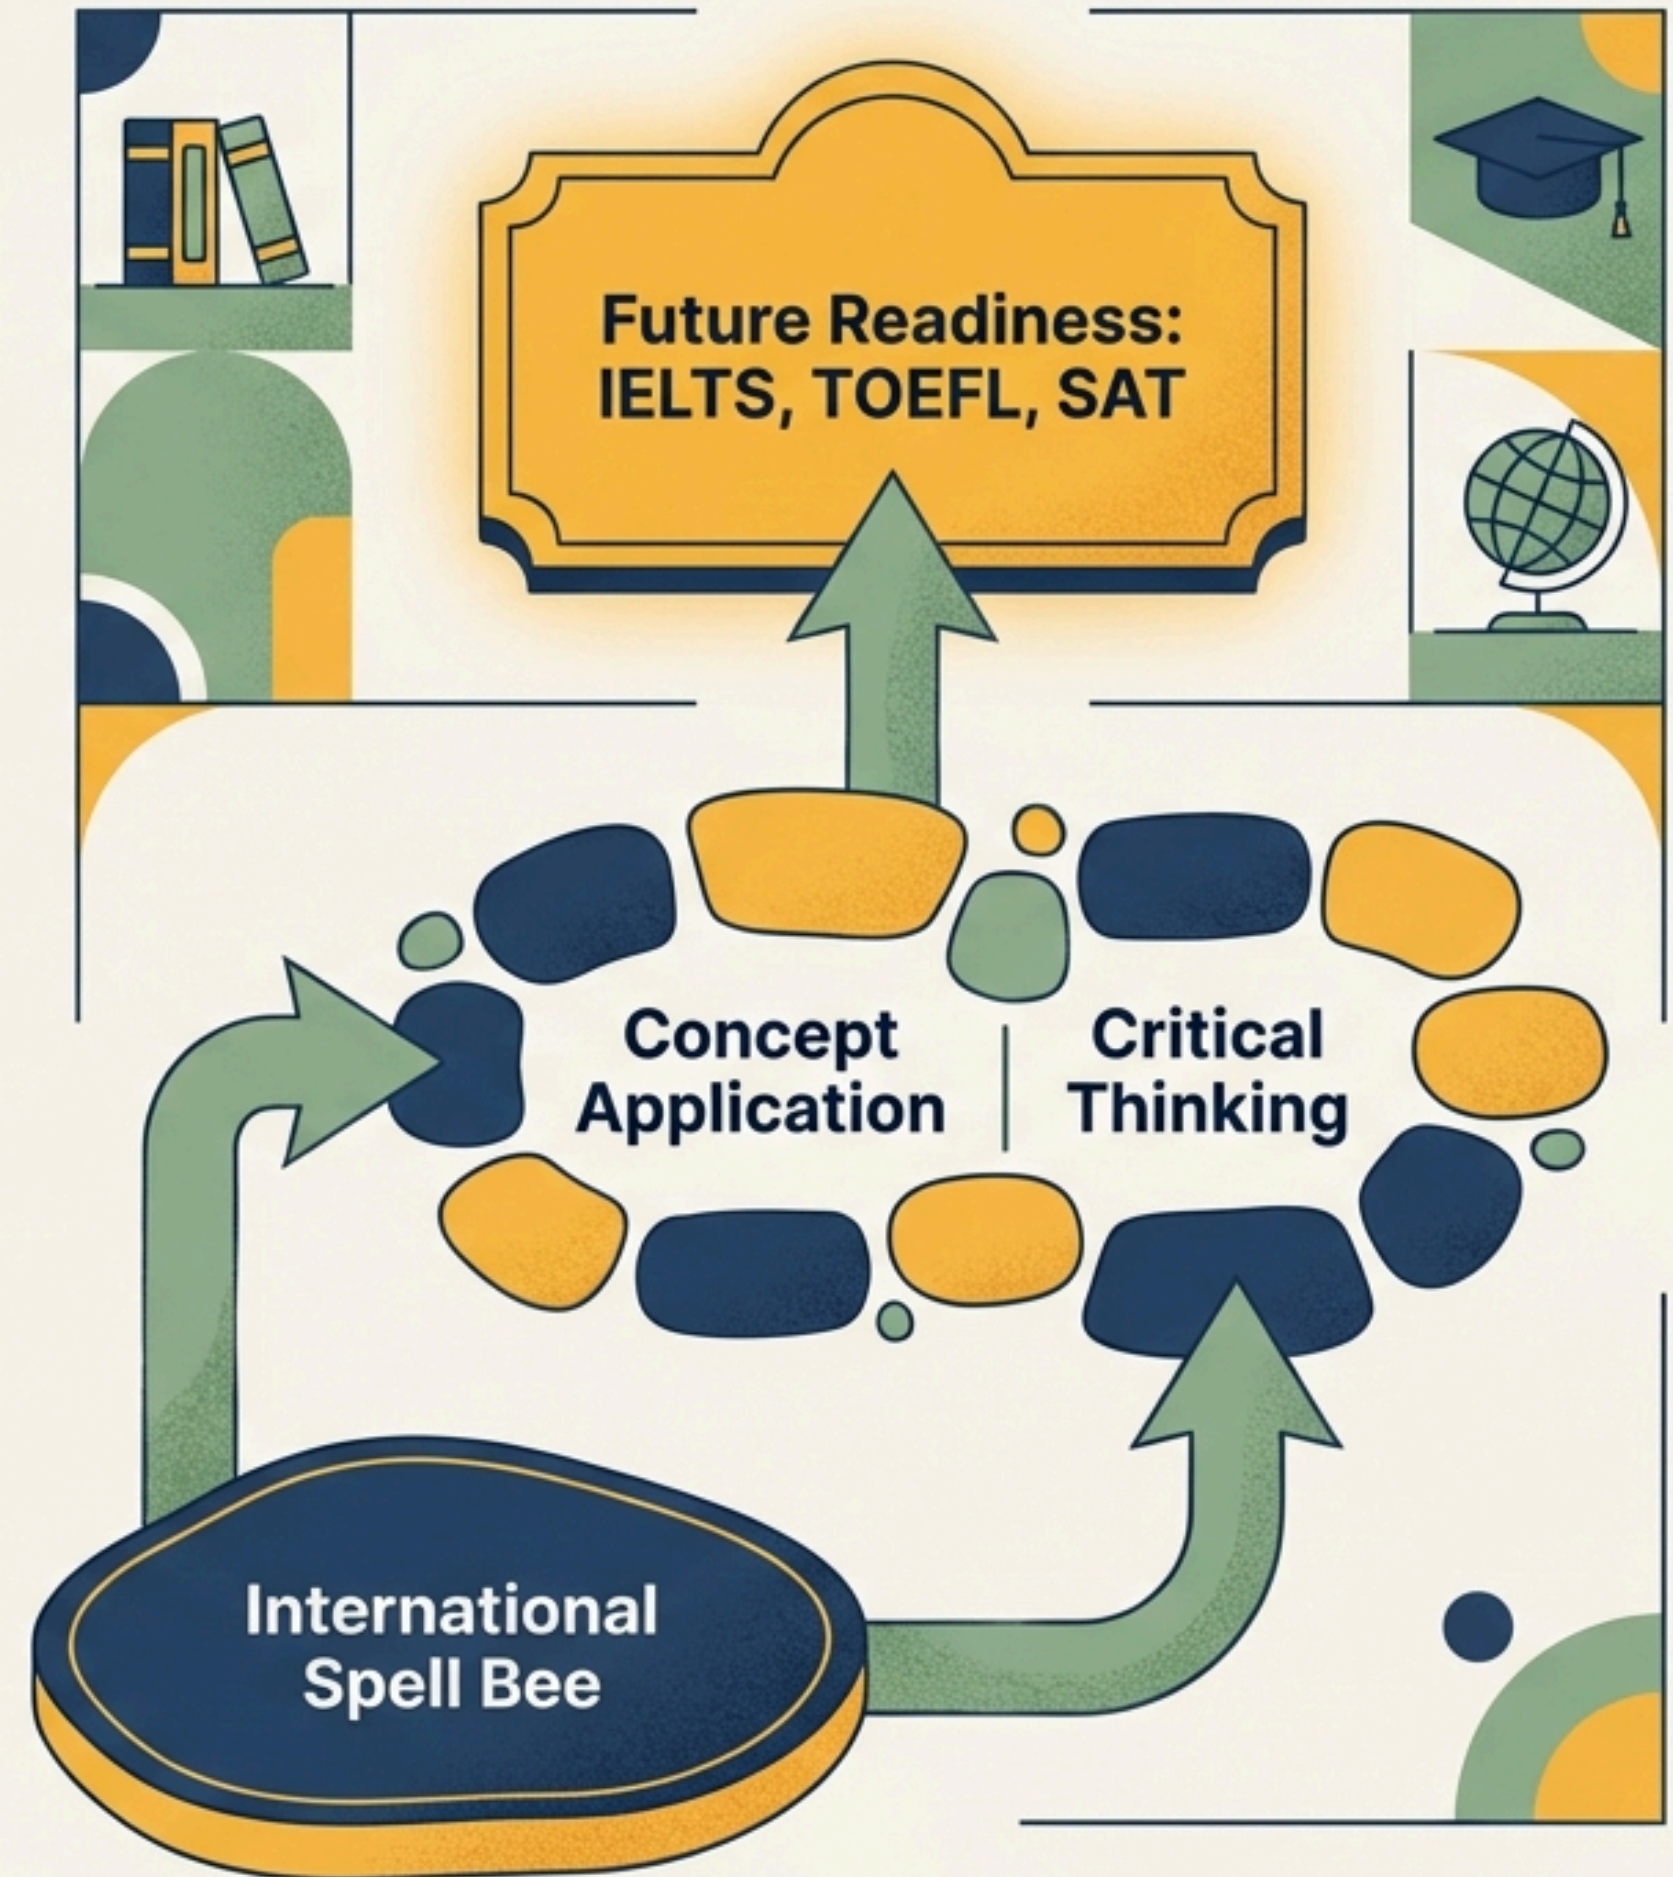 Future Readiness:
IELTS, TOEFL, SAT
Concept
Application
Critical
Thinking
International
Spell Bee